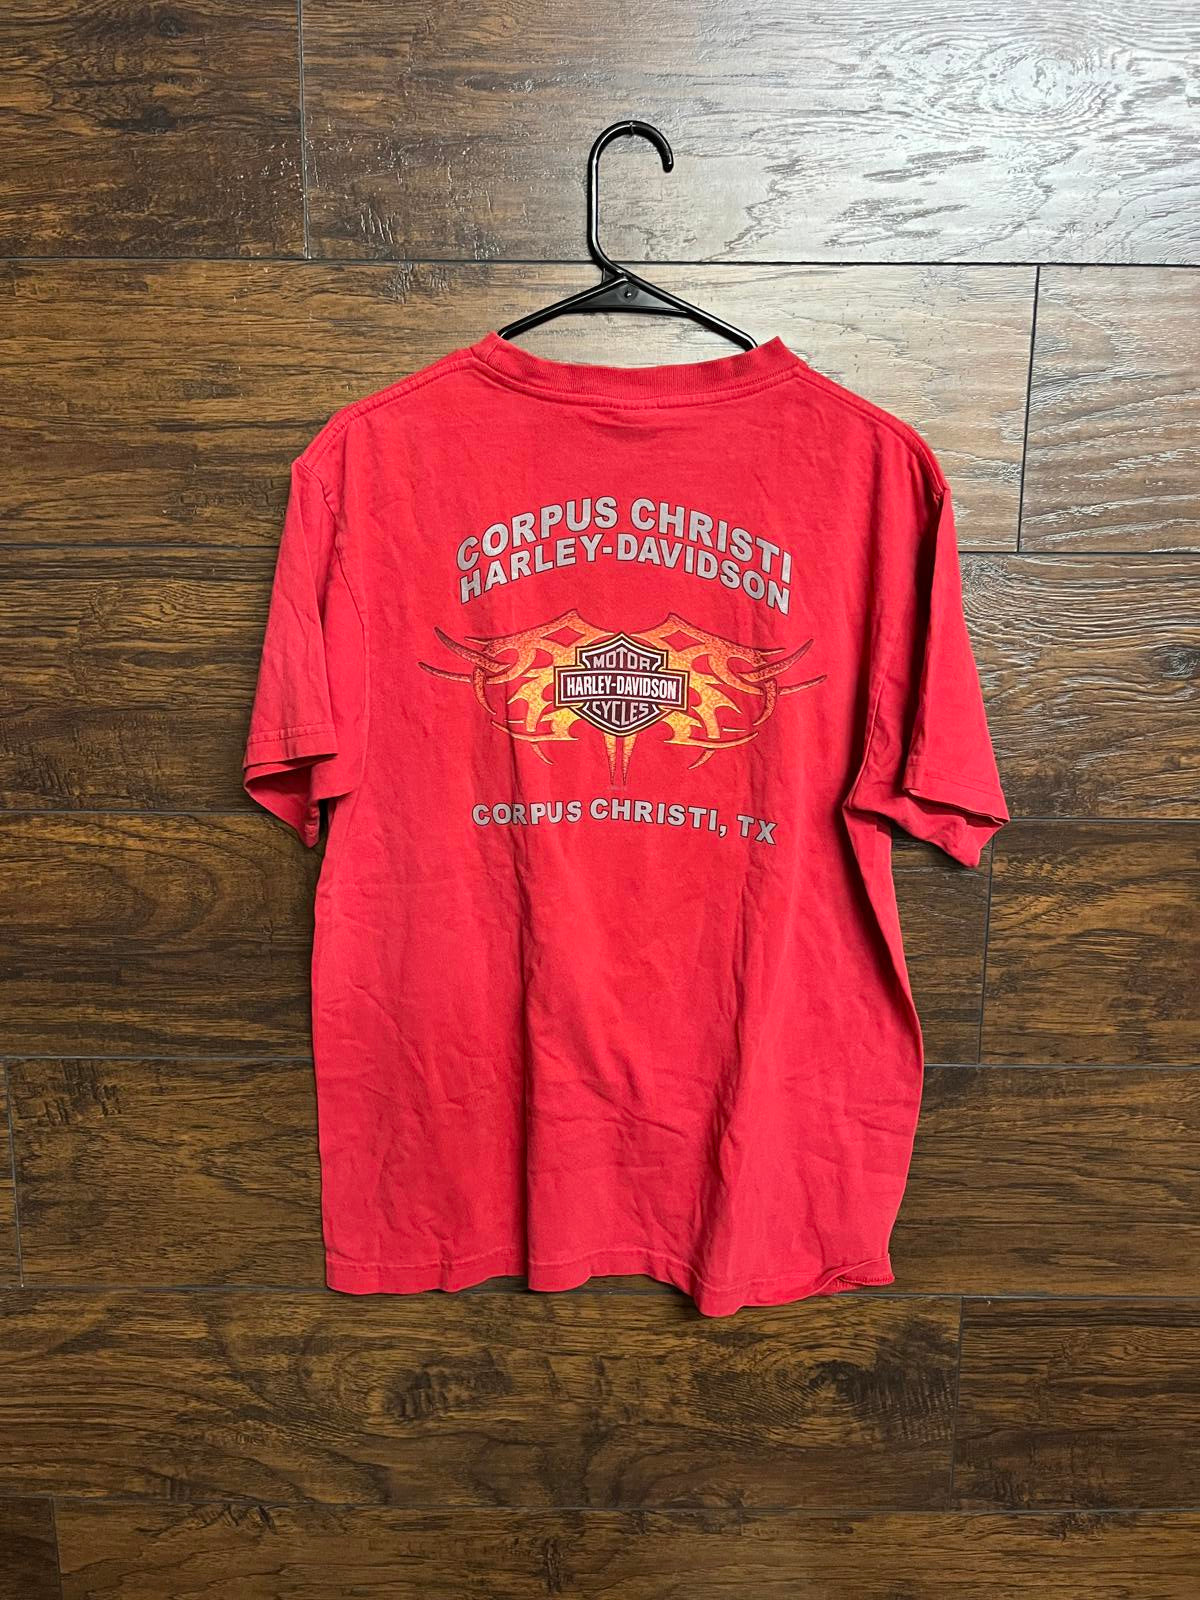 CORPUS CHRISTI
HARLEY-DAVIDSON
MOTOR
HARLEY-DAVIDSON
CYCLES
CORPUS CHRISTI, TX